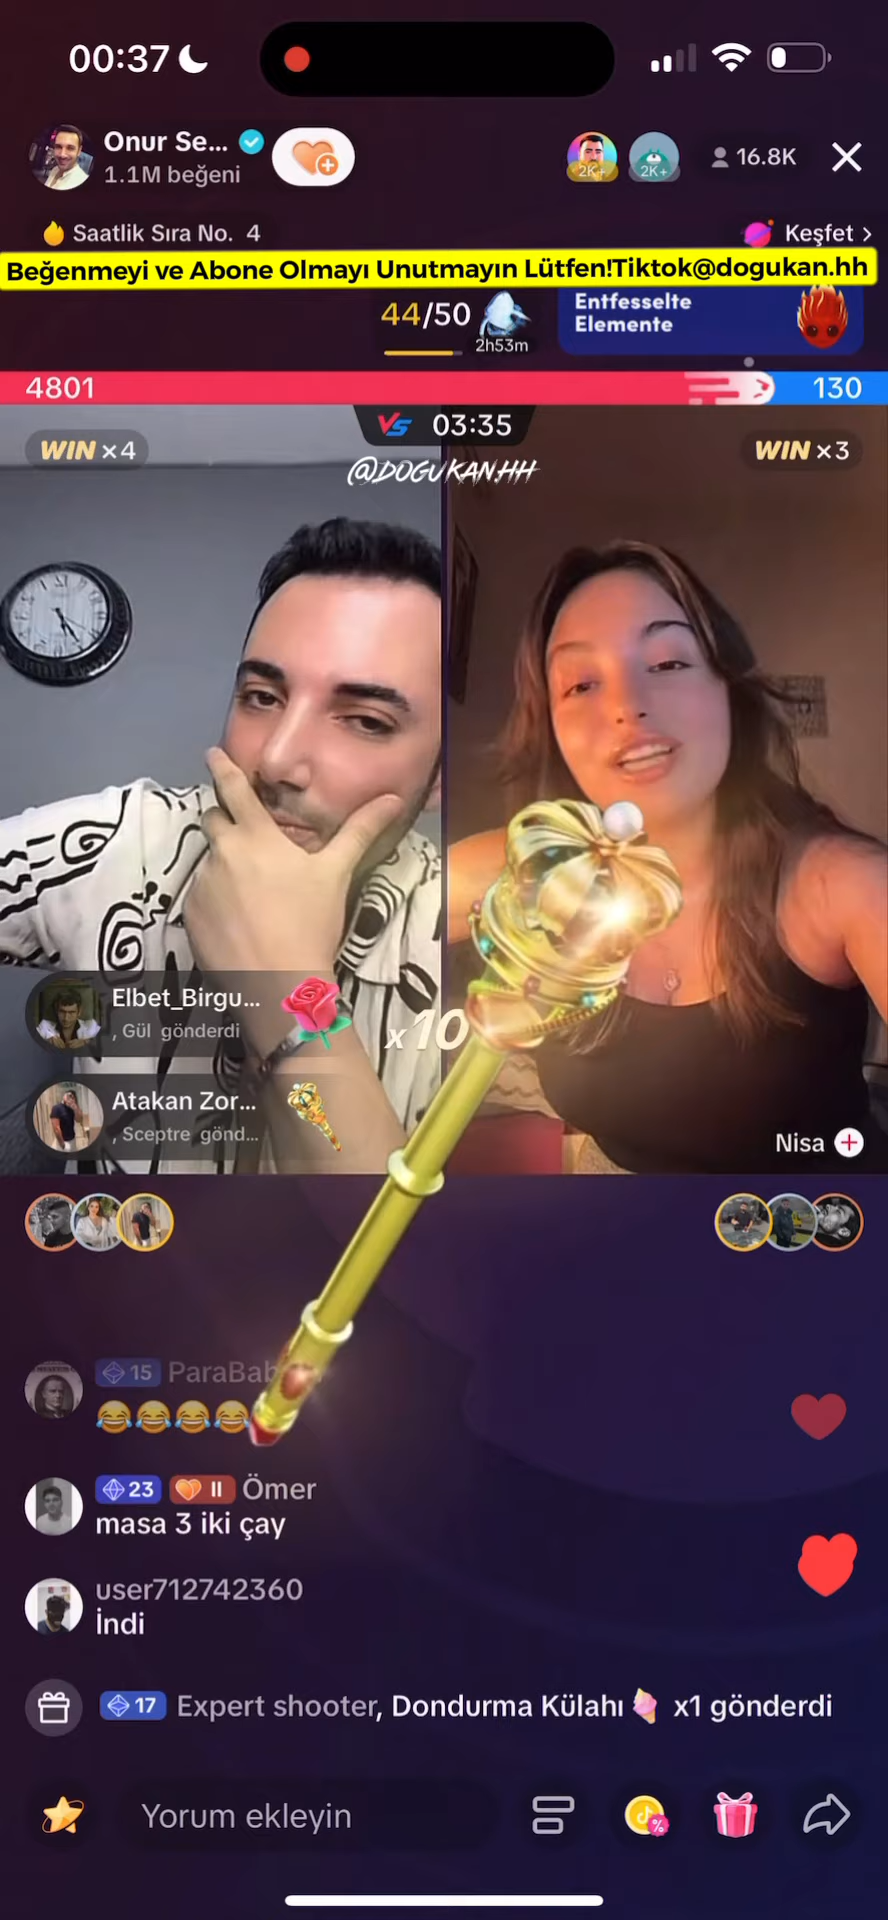 00:37
Onur Se...
1.1M beğeni
2K+
2K+
16.8K
Saatlik Sıra No. 4
Keşfet >
Beğenmeyi ve Abone Olmayı Unutmayın Lütfen!Tiktok@dogukan.hh
44/50
2h53m
Entfesselte
Elemente
4801
130
VS 03:35
WIN x4
WIN x3
@DOGUKAN.HH
Elbet_Birgu...
, Gül gönderdi
x10
Atakan Zor...
, Sceptre gönd...
Nisa
15 ParaBab
😂😂😂😂
23 II Ömer
masa 3 iki çay
user712742360
İndi
17 Expert shooter, Dondurma Külahı x1 gönderdi
Yorum ekleyin